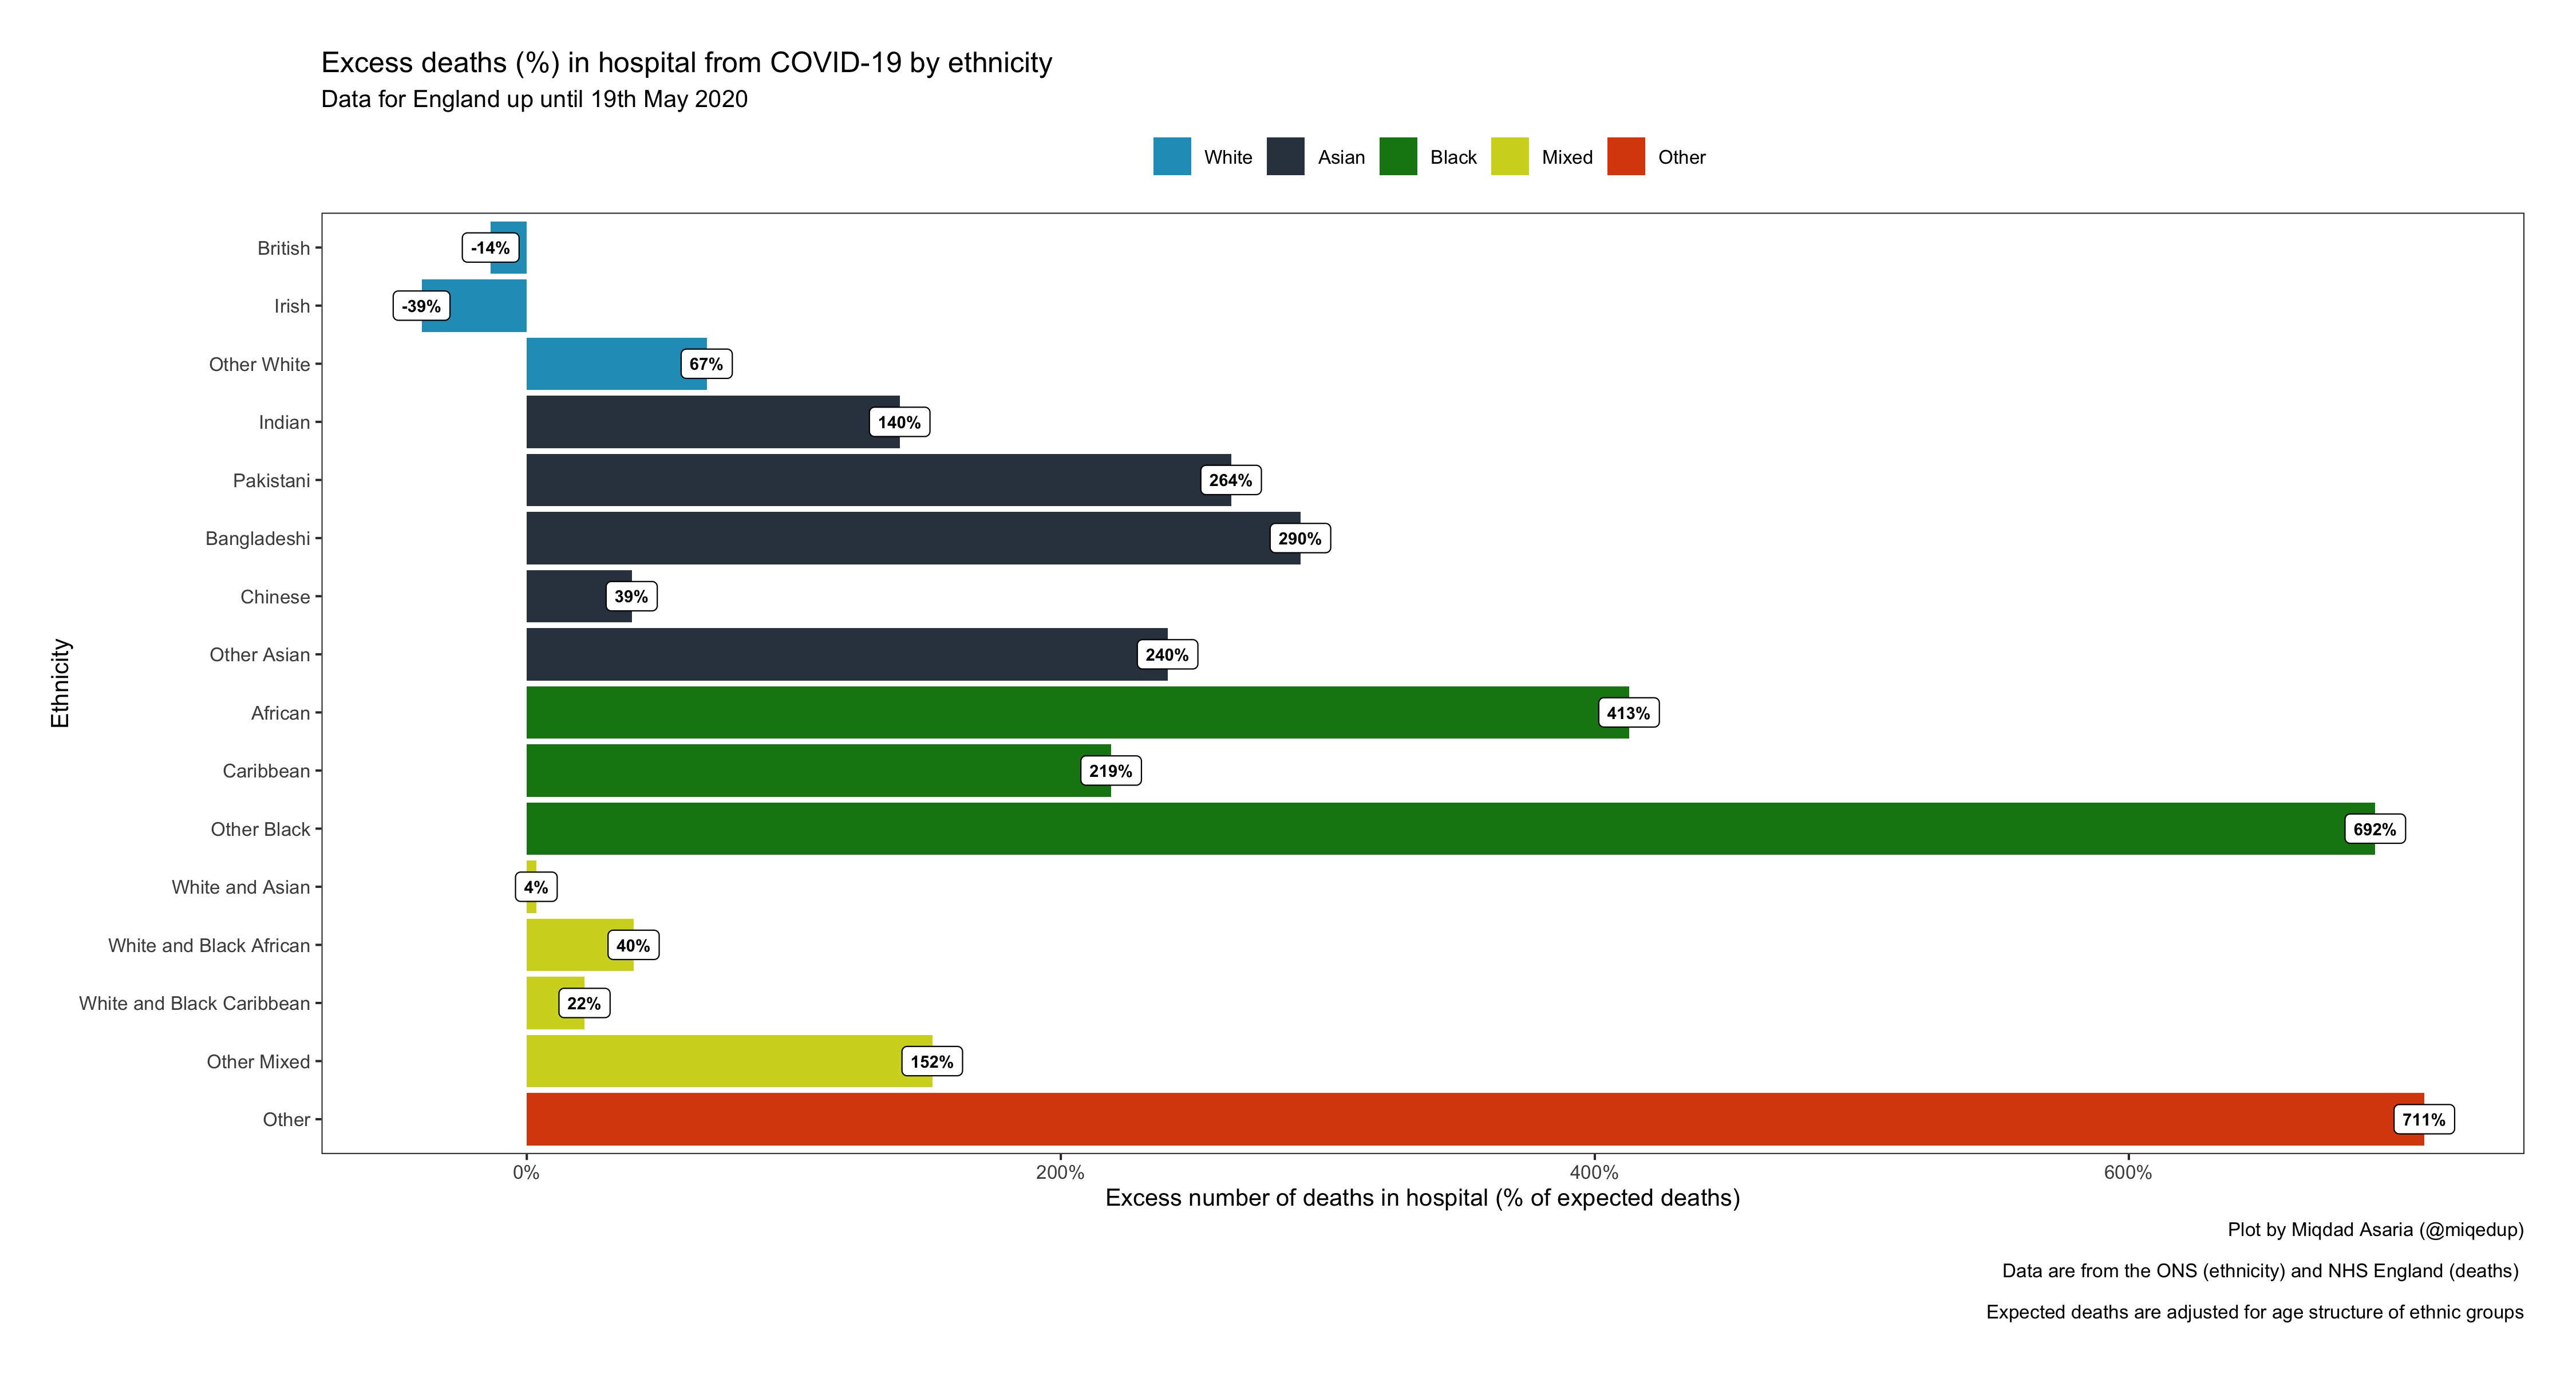 Excess deaths (%) in hospital from COVID-19 by ethnicity
Data for England up until 19th May 2020
White Asian Black Mixed Other
Ethnicity
British -14%
Irish -39%
Other White 67%
Indian 140%
Pakistani 264%
Bangladeshi 290%
Chinese 39%
Other Asian 240%
African 413%
Caribbean 219%
Other Black 692%
White and Asian 4%
White and Black African 40%
White and Black Caribbean 22%
Other Mixed 152%
Other 711%
0% 200% 400% 600%
Excess number of deaths in hospital (% of expected deaths)
Plot by Miqdad Asaria (@miqedup)
Data are from the ONS (ethnicity) and NHS England (deaths)
Expected deaths are adjusted for age structure of ethnic groups